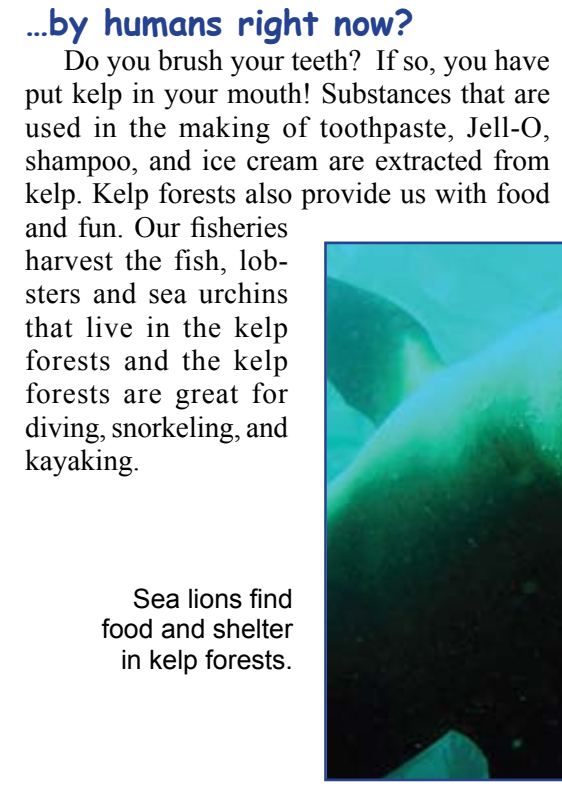 …by humans right now?
Do you brush your teeth? If so, you have
put kelp in your mouth! Substances that are
used in the making of toothpaste, Jell-O,
shampoo, and ice cream are extracted from
kelp. Kelp forests also provide us with food
and fun. Our fisheries
harvest the fish, lob-
sters and sea urchins
that live in the kelp
forests and the kelp
forests are great for
diving, snorkeling, and
kayaking.
Sea lions find
food and shelter
in kelp forests.